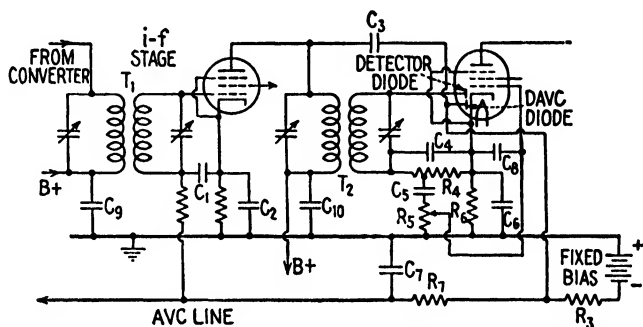 FROM
CONVERTER
i-f
STAGE
T1
C3
DETECTOR
DIODE
DAVC
DIODE
C4
C8
B+
C9
C1
C2
C10
T2
C5
R4
R5
R6
C6
B+
C7
R7
FIXED
BIAS
+
-
AVC LINE
R3